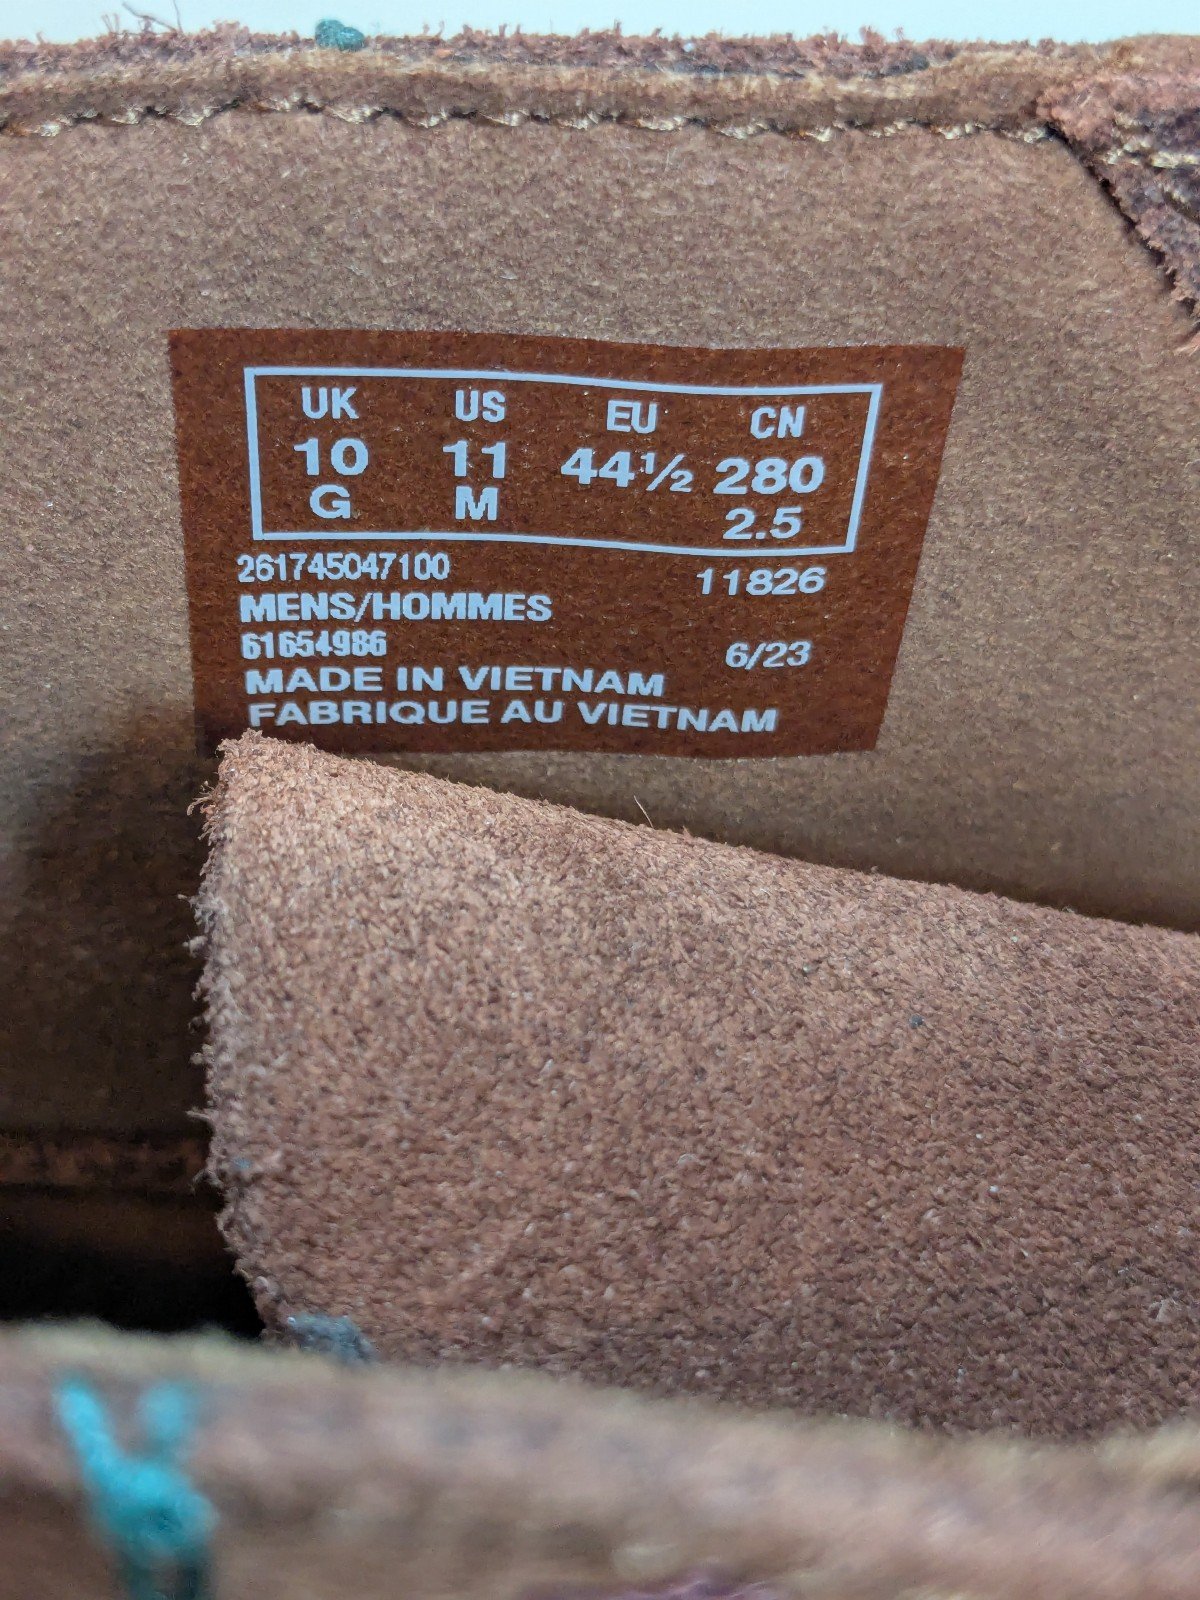 UK US EU CN
10 11 44½ 280
G M 2.5
261745047100 11826
MENS/HOMMES
61654986 6/23
MADE IN VIETNAM
FABRIQUE AU VIETNAM